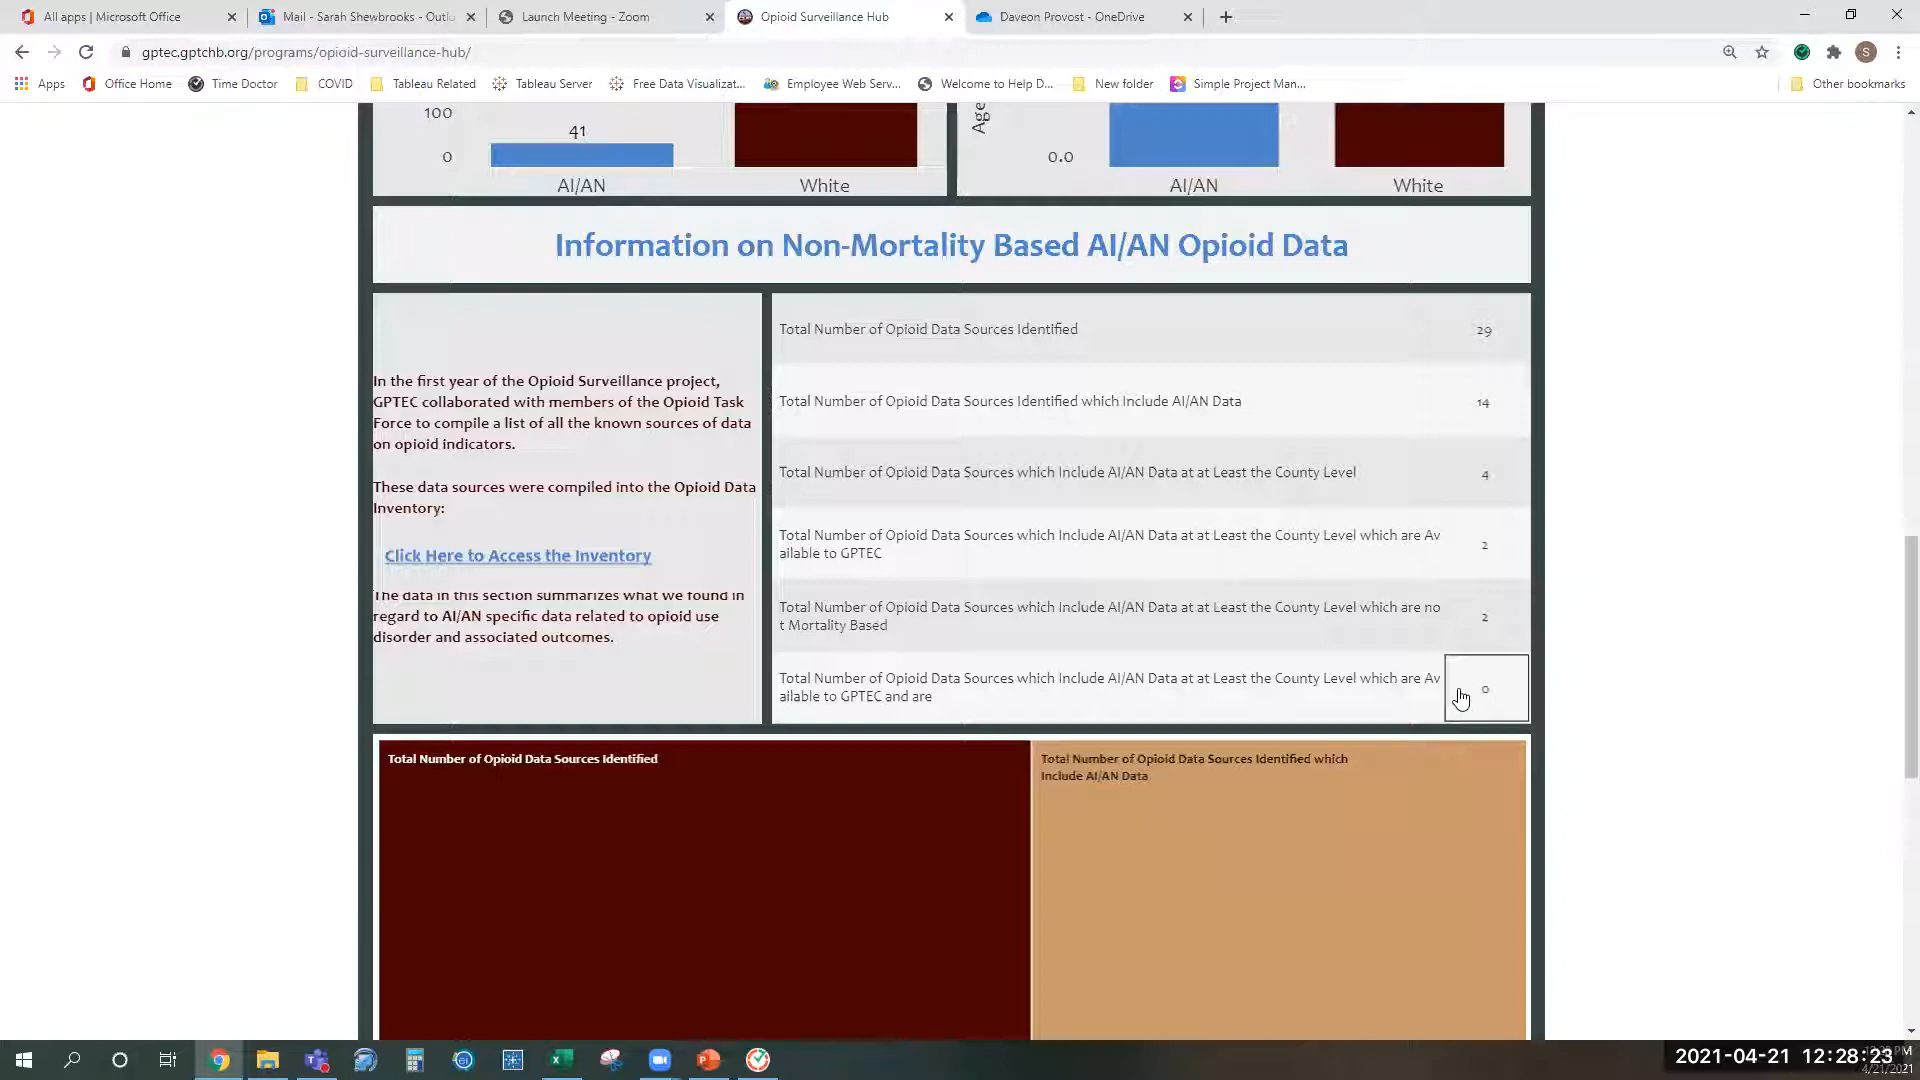 All apps | Microsoft Office
Mail - Sarah Shewbrooks - Outlo
Launch Meeting - Zoom
Opioid Surveillance Hub
Daveon Provost - OneDrive
gptec.gptchb.org/programs/opioid-surveillance-hub/
S
Apps
Office Home
Time Doctor
COVID
Tableau Related
Tableau Server
Free Data Visualizat...
Employee Web Serv...
Welcome to Help D...
New folder
Simple Project Man...
Other bookmarks
100
41
0
AI/AN
White
Age
0.0
AI/AN
White
Information on Non-Mortality Based AI/AN Opioid Data
In the first year of the Opioid Surveillance project,
GPTEC collaborated with members of the Opioid Task
Force to compile a list of all the known sources of data
on opioid indicators.
These data sources were compiled into the Opioid Data
Inventory:
Click Here to Access the Inventory
The data in this section summarizes what we found in
regard to AI/AN specific data related to opioid use
disorder and associated outcomes.
Total Number of Opioid Data Sources Identified 29
Total Number of Opioid Data Sources Identified which Include AI/AN Data 14
Total Number of Opioid Data Sources which Include AI/AN Data at at Least the County Level 4
Total Number of Opioid Data Sources which Include AI/AN Data at at Least the County Level which are Av
ailable to GPTEC 2
Total Number of Opioid Data Sources which Include AI/AN Data at at Least the County Level which are no
t Mortality Based 2
Total Number of Opioid Data Sources which Include AI/AN Data at at Least the County Level which are Av
ailable to GPTEC and are 0
Total Number of Opioid Data Sources Identified
Total Number of Opioid Data Sources Identified which
Include AI/AN Data
2021-04-21 12:28:23
4/21/2021